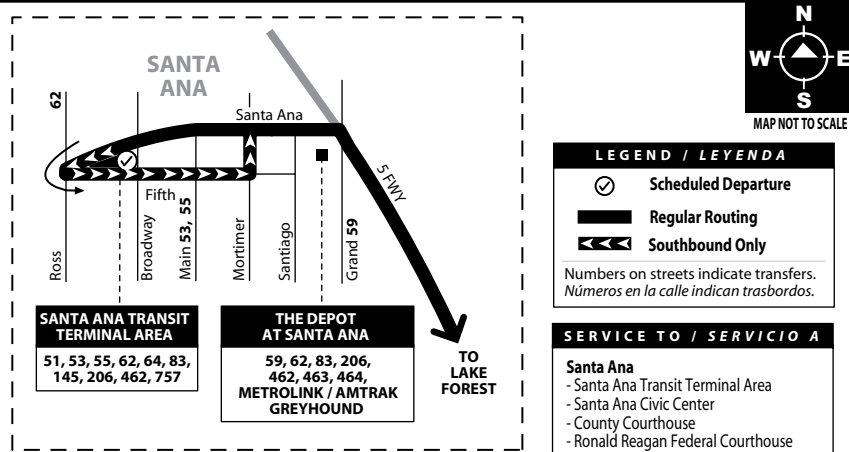 SANTA
ANA
62
Santa Ana
Fifth
Ross
Broadway
Main 53, 55
Mortimer
Santiago
Grand 59
5 FWY
SANTA ANA TRANSIT
TERMINAL AREA
51, 53, 55, 62, 64, 83,
145, 206, 462, 757
THE DEPOT
AT SANTA ANA
59, 62, 83, 206,
462, 463, 464,
METROLINK / AMTRAK
GREYHOUND
TO
LAKE
FOREST
N
W E
S
MAP NOT TO SCALE
LEGEND / LEYENDA
Scheduled Departure
Regular Routing
Southbound Only
Numbers on streets indicate transfers.
Números en la calle indican trasbordos.
SERVICE TO / SERVICIO A
Santa Ana
- Santa Ana Transit Terminal Area
- Santa Ana Civic Center
- County Courthouse
- Ronald Reagan Federal Courthouse